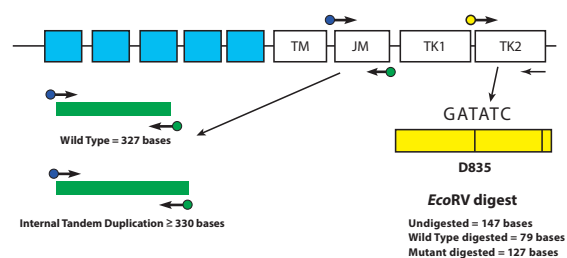 TM JM TK1 TK2
Wild Type = 327 bases
Internal Tandem Duplication ≥ 330 bases
GATATC
D835
EcoRV digest
Undigested = 147 bases
Wild Type digested = 79 bases
Mutant digested = 127 bases